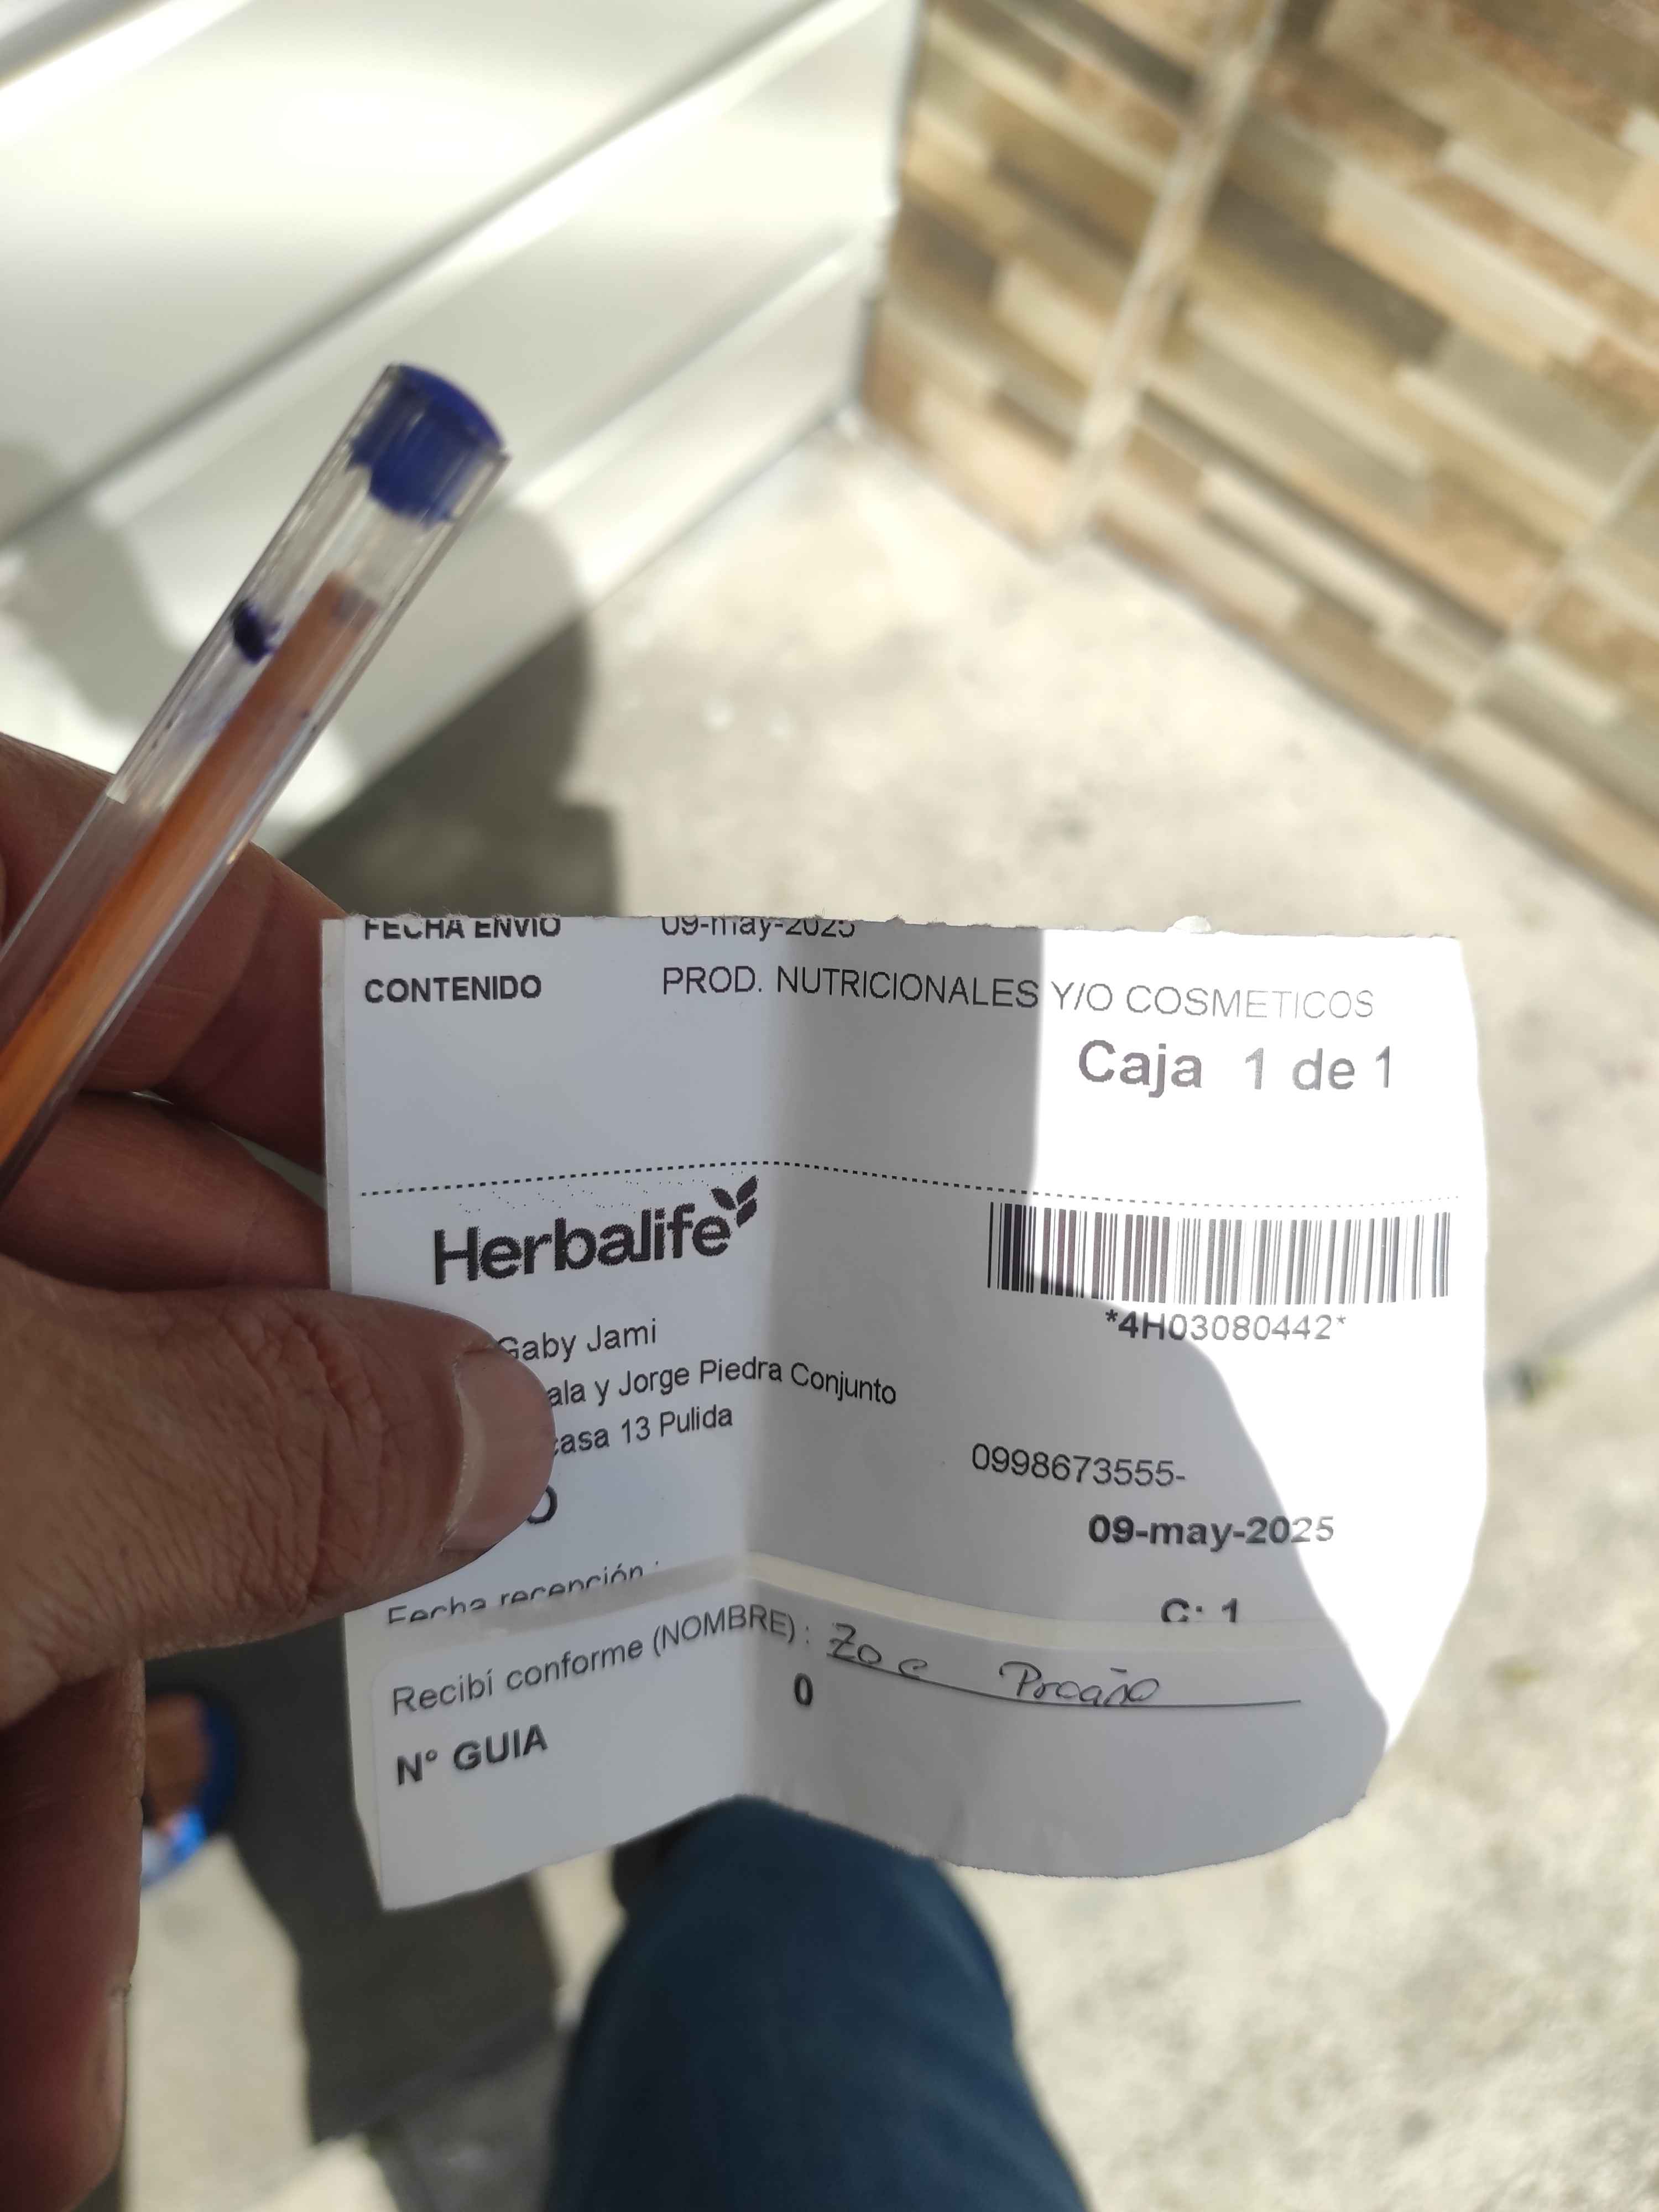 FECHA ENVIO 09-may-2025
CONTENIDO PROD. NUTRICIONALES Y/O COSMETICOS
Caja 1 de 1
Herbalife
*4H03080442*
Gaby Jami
y Jorge Piedra Conjunto
casa 13 Pulida
0998673555-
09-may-2025
Fecha recepción :
C: 1
Recibí conforme (NOMBRE) : Zoe Proaño
0
N° GUIA